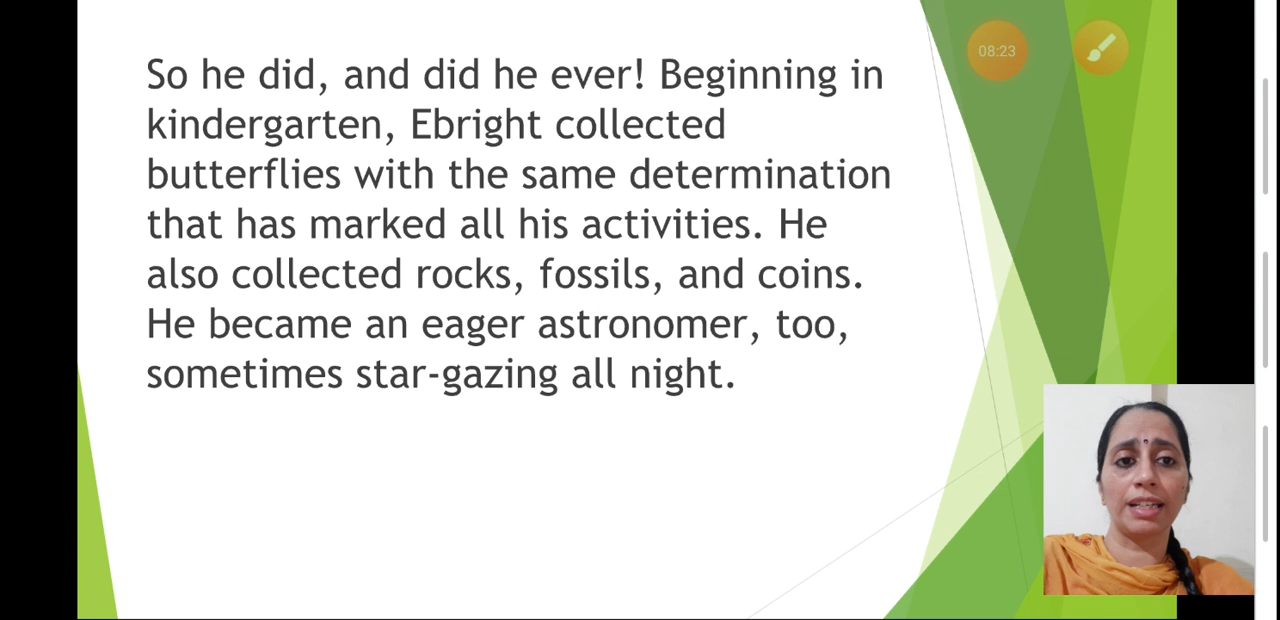 So he did, and did he ever! Beginning in
kindergarten, Ebright collected
butterflies with the same determination
that has marked all his activities. He
also collected rocks, fossils, and coins.
He became an eager astronomer, too,
sometimes star-gazing all night.
08:23